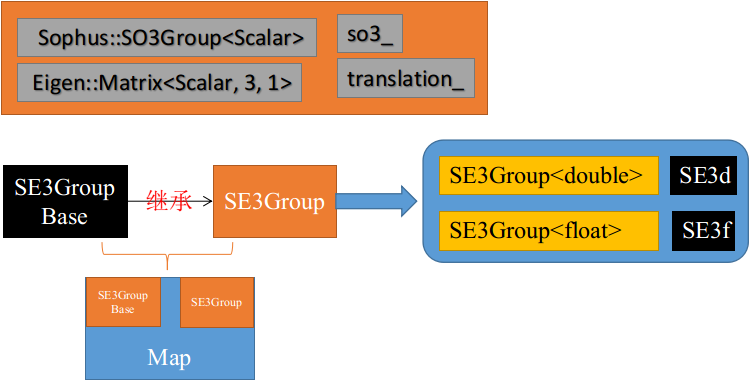 Sophus::SO3Group<Scalar>
so3_
Eigen::Matrix<Scalar, 3, 1>
translation_
SE3Group
Base
继承
SE3Group
SE3Group<double>
SE3d
SE3Group<float>
SE3f
SE3Group
Base
SE3Group
Map